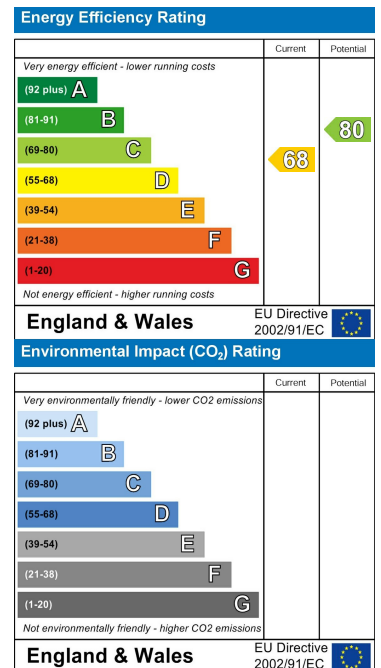 Energy Efficiency Rating
Current Potential
Very energy efficient - lower running costs
(92 plus) A
(81-91) B
80
(69-80) C
68
(55-68) D
(39-54) E
(21-38) F
(1-20) G
Not energy efficient - higher running costs
England & Wales EU Directive 2002/91/EC
Environmental Impact (CO₂) Rating
Current Potential
Very environmentally friendly - lower CO2 emissions
(92 plus) A
(81-91) B
(69-80) C
(55-68) D
(39-54) E
(21-38) F
(1-20) G
Not environmentally friendly - higher CO2 emissions
England & Wales EU Directive 2002/91/EC